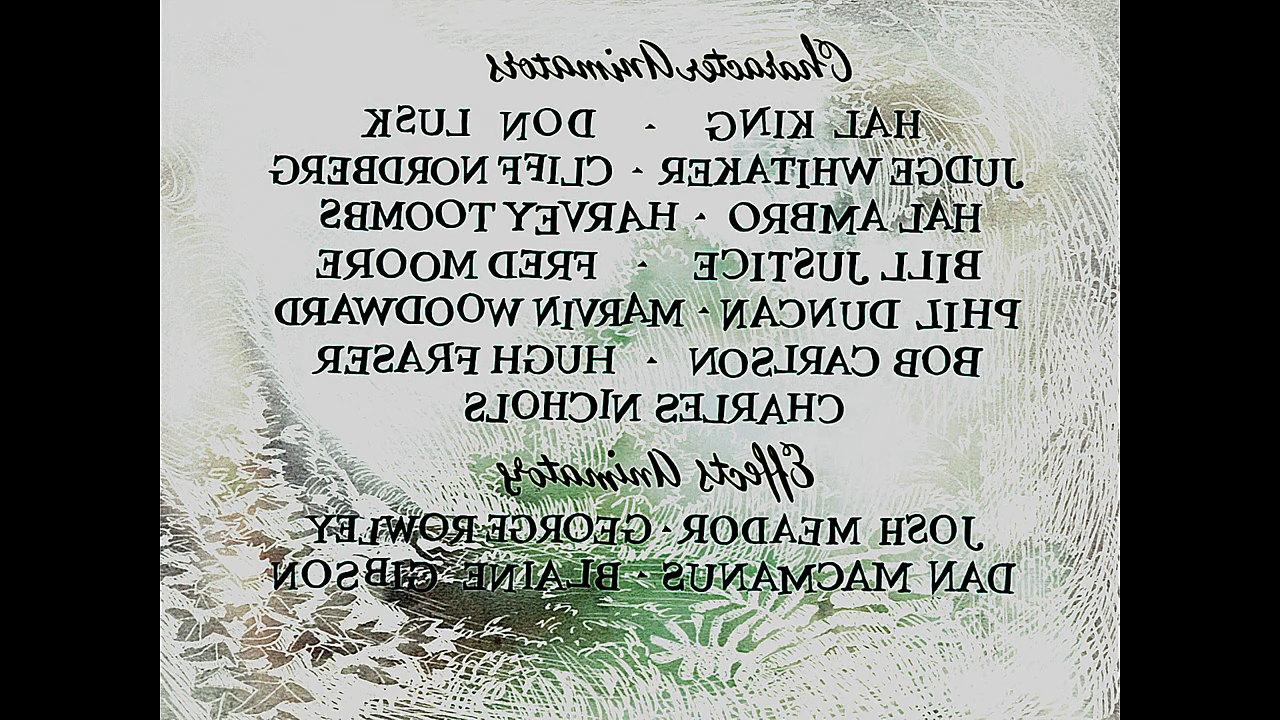 Character Animators
HAL KING · DON LUSK
JUDGE WHITAKER · CLIFF NORDBERG
HAL AMBRO · HARVEY TOOMBS
BILL JUSTICE · FRED MOORE
PHIL DUNCAN · MARVIN WOODWARD
BOB CARLSON · HUGH FRASER
CHARLES NICHOLS
Effects Animators
JOSH MEADOR · GEORGE ROWLEY
DAN MACMANUS · BLAINE GIBSON